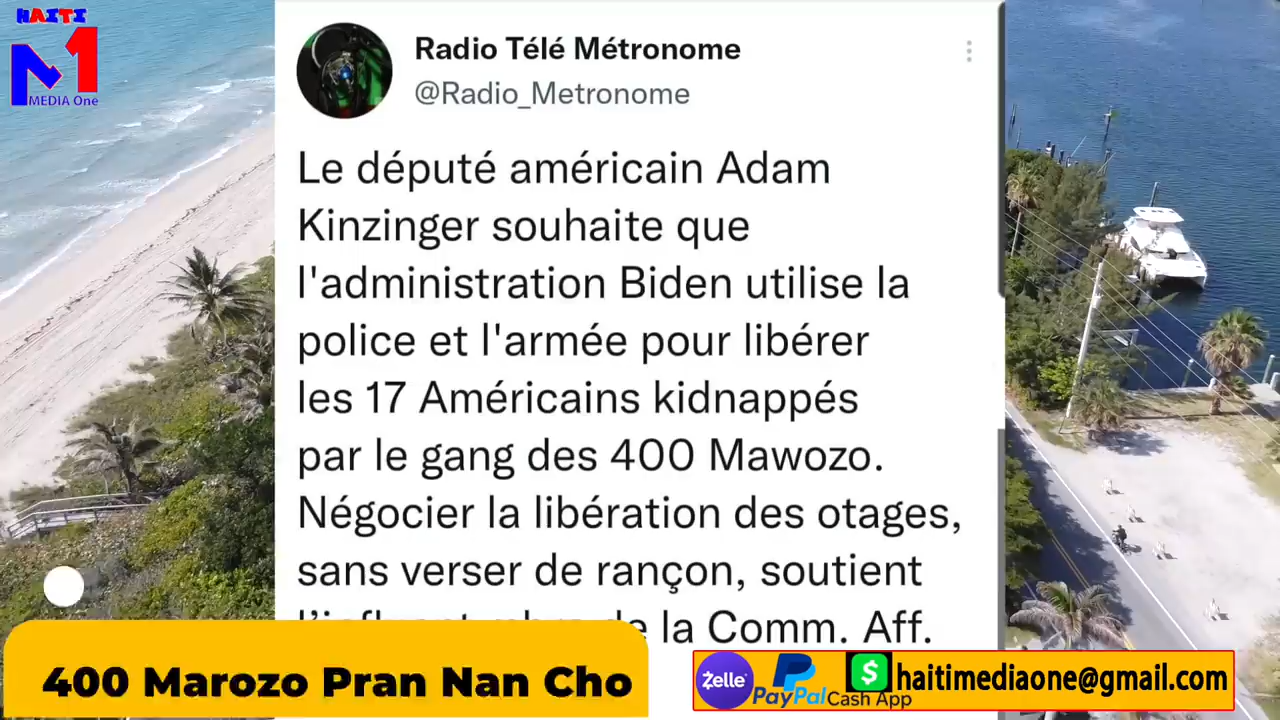 HAITI
M1
MEDIA One
Radio Télé Métronome
@Radio_Metronome
Le député américain Adam
Kinzinger souhaite que
l'administration Biden utilise la
police et l'armée pour libérer
les 17 Américains kidnappés
par le gang des 400 Mawozo.
Négocier la libération des otages,
sans verser de rançon, soutient
la Comm. Aff.
400 Marozo Pran Nan Cho
Zelle
PayPal
$
Cash App
haitimediaone@gmail.com